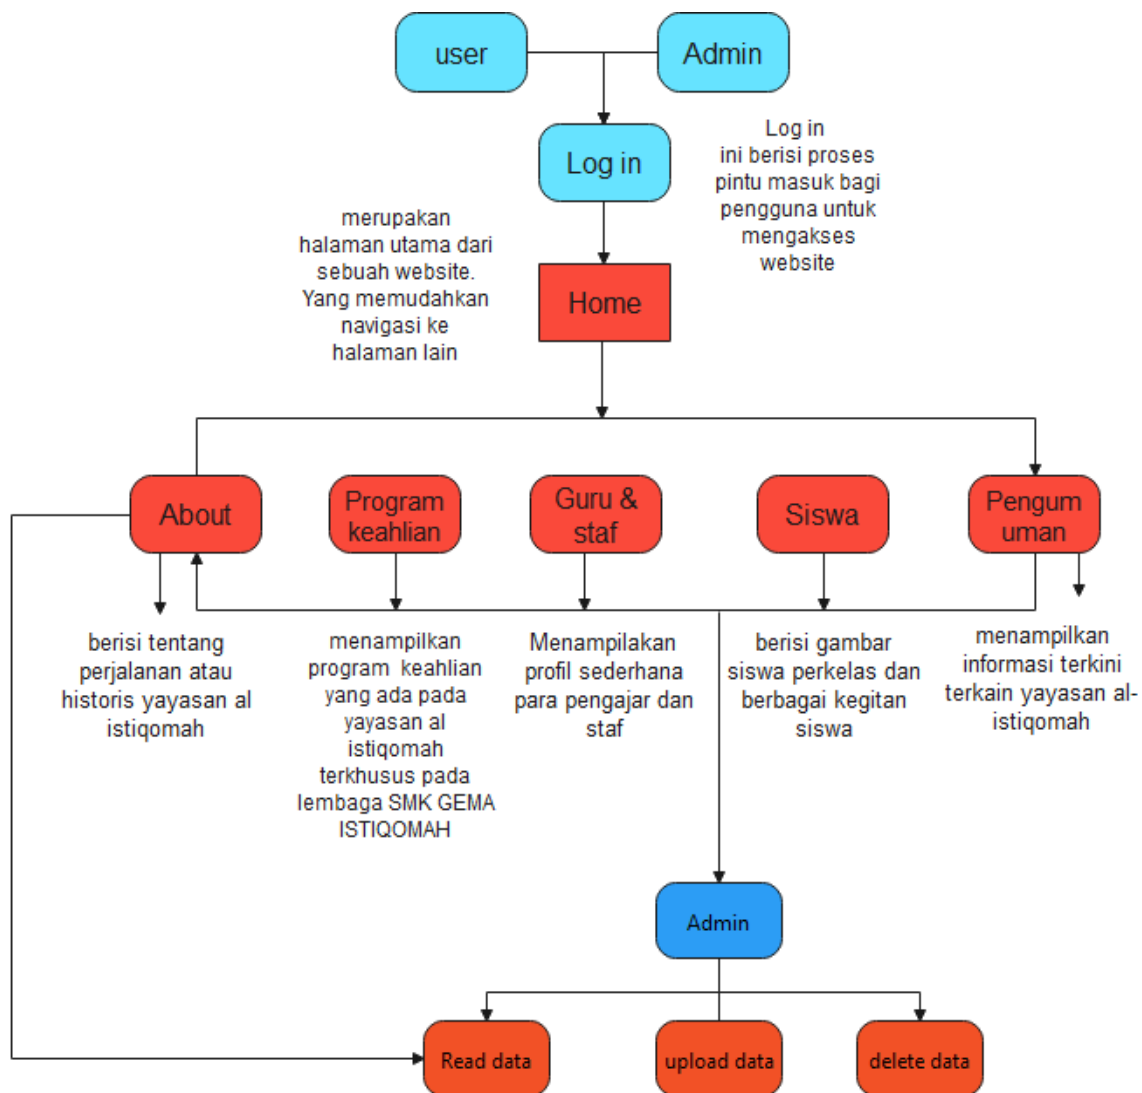 user
Admin
Log in
Log in
ini berisi proses
pintu masuk bagi
pengguna untuk
mengakses
website
merupakan
halaman utama dari
sebuah website.
Yang memudahkan
navigasi ke
halaman lain
Home
About
Program
keahlian
Guru &
staf
Siswa
Pengum
uman
berisi tentang
perjalanan atau
historis yayasan al
istiqomah
menampilkan
program keahlian
yang ada pada
yayasan al
istiqomah
terkhusus pada
lembaga SMK GEMA
ISTIQOMAH
Menampilakan
profil sederhana
para pengajar dan
staf
berisi gambar
siswa perkelas dan
berbagai kegitan
siswa
menampilkan
informasi terkini
terkain yayasan al-
istiqomah
Admin
Read data
upload data
delete data